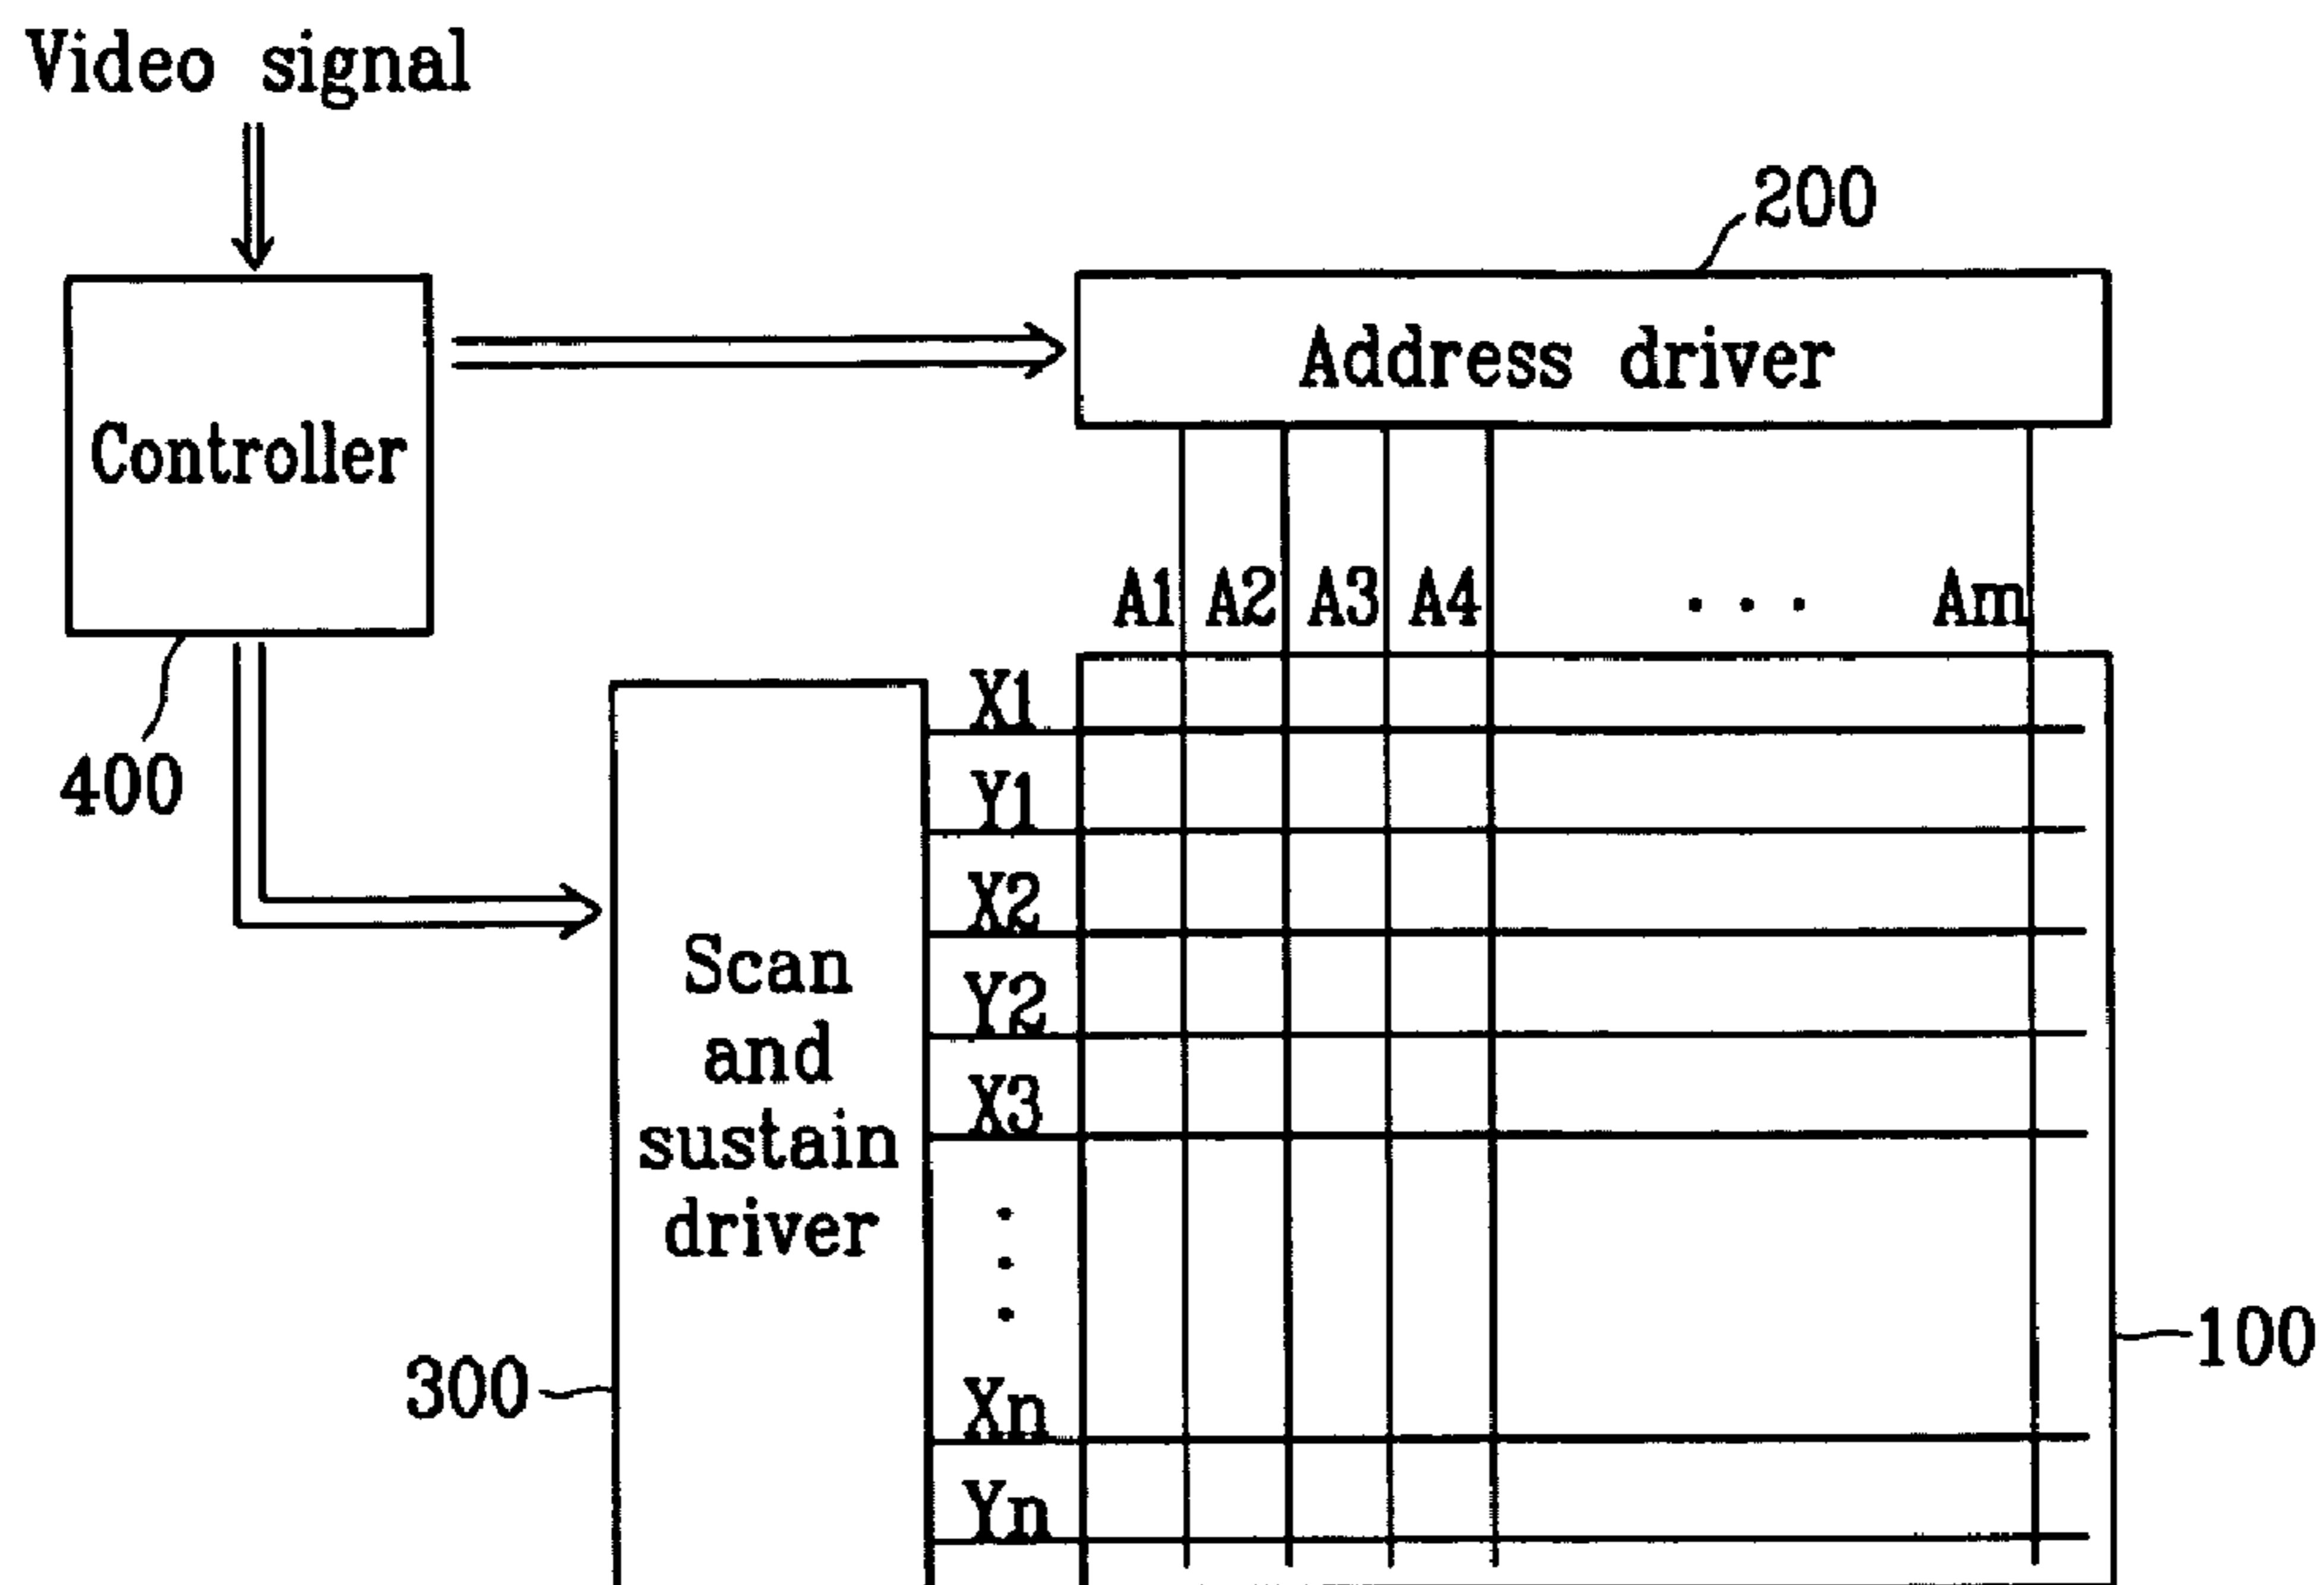 Video signal
200
Address driver
Controller
A1 A2 A3 A4 ... Am
X1
400
Y1
X2
Scan
and
sustain
driver
Y2
X3
.
.
.
300
100
Xn
Yn